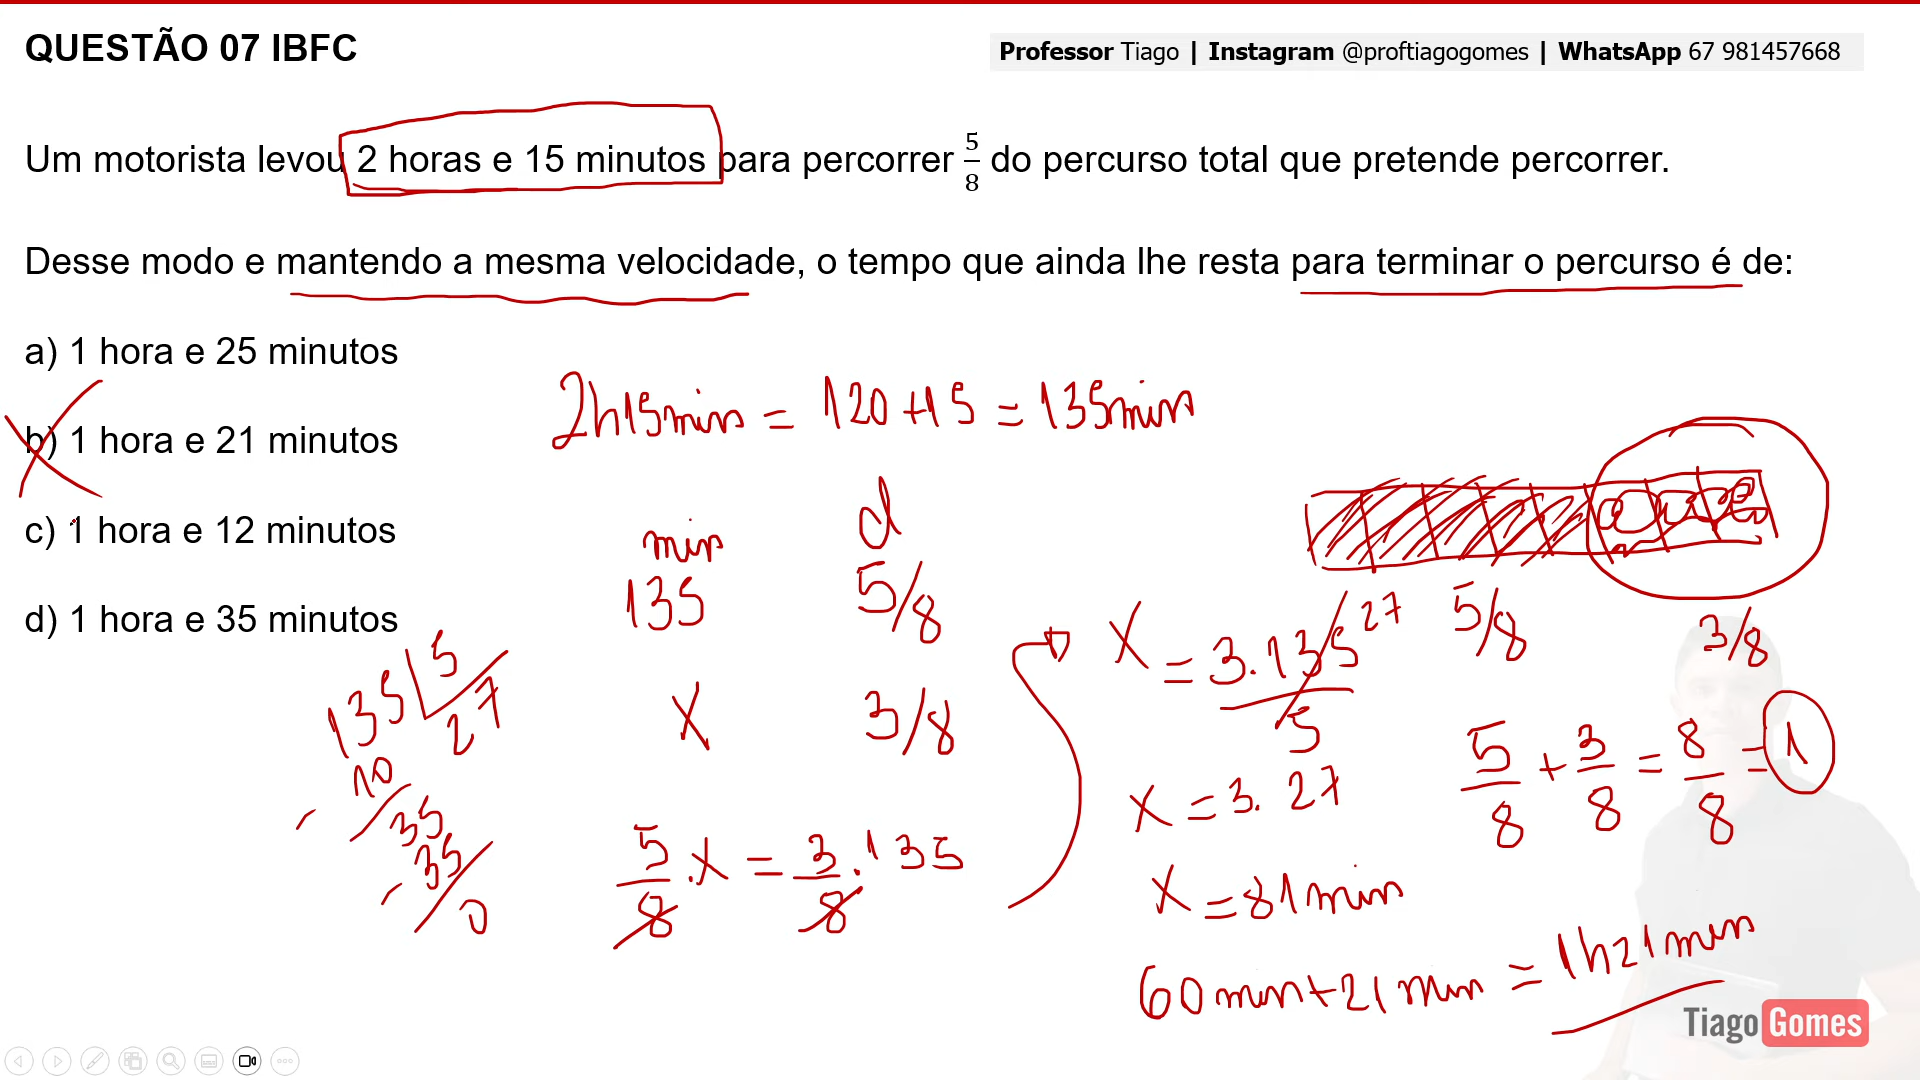 QUESTÃO 07 IBFC
Professor Tiago | Instagram @proftiagogomes | WhatsApp 67 981457668
Um motorista levou 2 horas e 15 minutos para percorrer 5/8 do percurso total que pretende percorrer.
Desse modo e mantendo a mesma velocidade, o tempo que ainda lhe resta para terminar o percurso é de:
a) 1 hora e 25 minutos
b) 1 hora e 21 minutos
c) 1 hora e 12 minutos
d) 1 hora e 35 minutos
2h15min = 120 + 15 = 135min
min d
135 5/8
X 3/8
5/8 . X = 3/8 . 135
135 5
27
10
- 35
35
- 0
X = 3.135 27
5
X = 3. 27
X = 81min
60min + 21min = 1h21min
5/8 3/8
5/8 + 3/8 = 8/8 = 1
Tiago Gomes